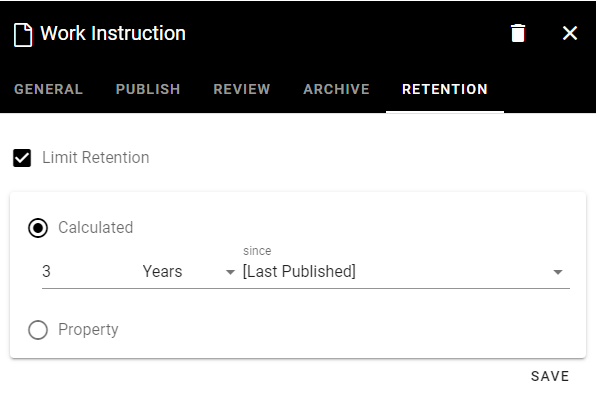 Work Instruction
GENERAL PUBLISH REVIEW ARCHIVE RETENTION
Limit Retention
Calculated
since
3 Years [Last Published]
Property
SAVE